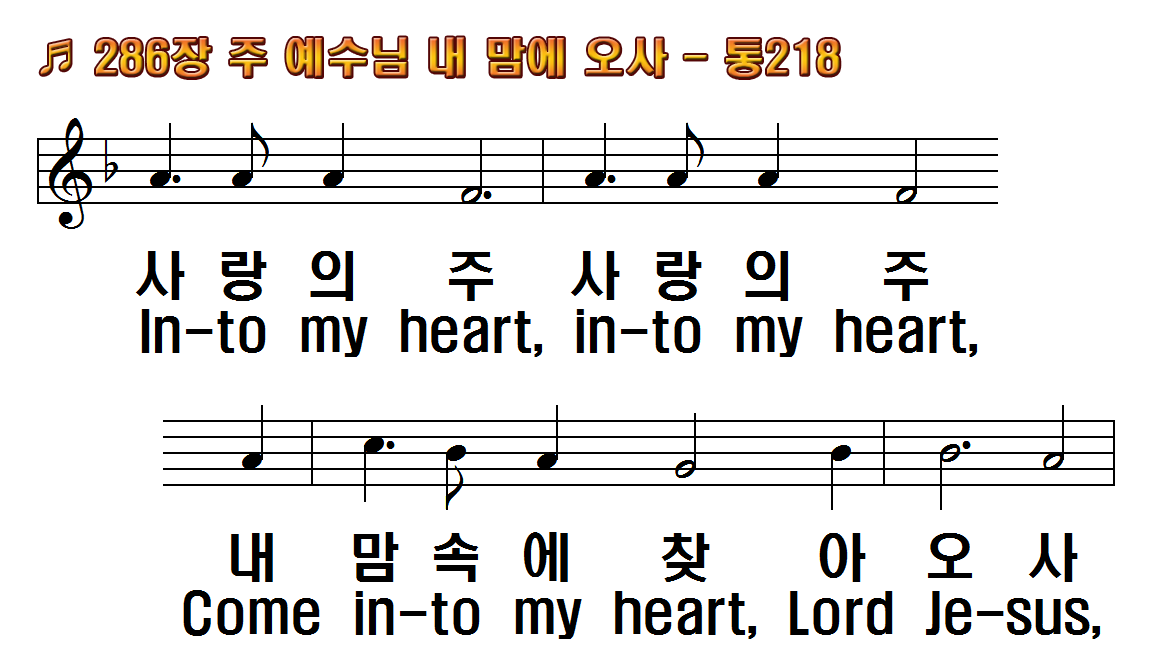 ♬ 286장 주 예수님 내 맘에 오사 - 통218
사 랑 의 주 사 랑 의 주
In-to my heart, in-to my heart,
내 맘 속 에 찾 아 오 사
Come in-to my heart, Lord Je-sus,